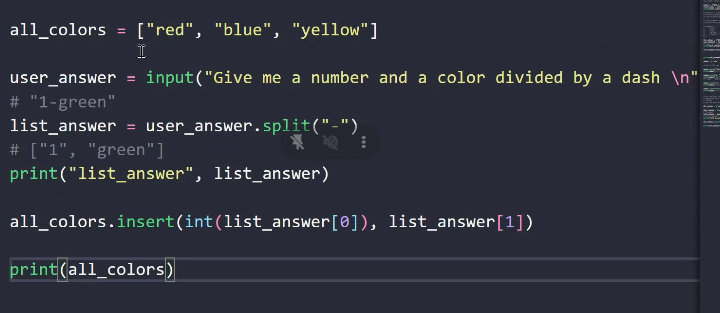 all_colors = ["red", "blue", "yellow"]
user_answer = input("Give me a number and a color divided by a dash \n"
# "1-green"
list_answer = user_answer.split("-")
# ["1", "green"]
print("list_answer", list_answer)
all_colors.insert(int(list_answer[0]), list_answer[1])
print(all_colors)